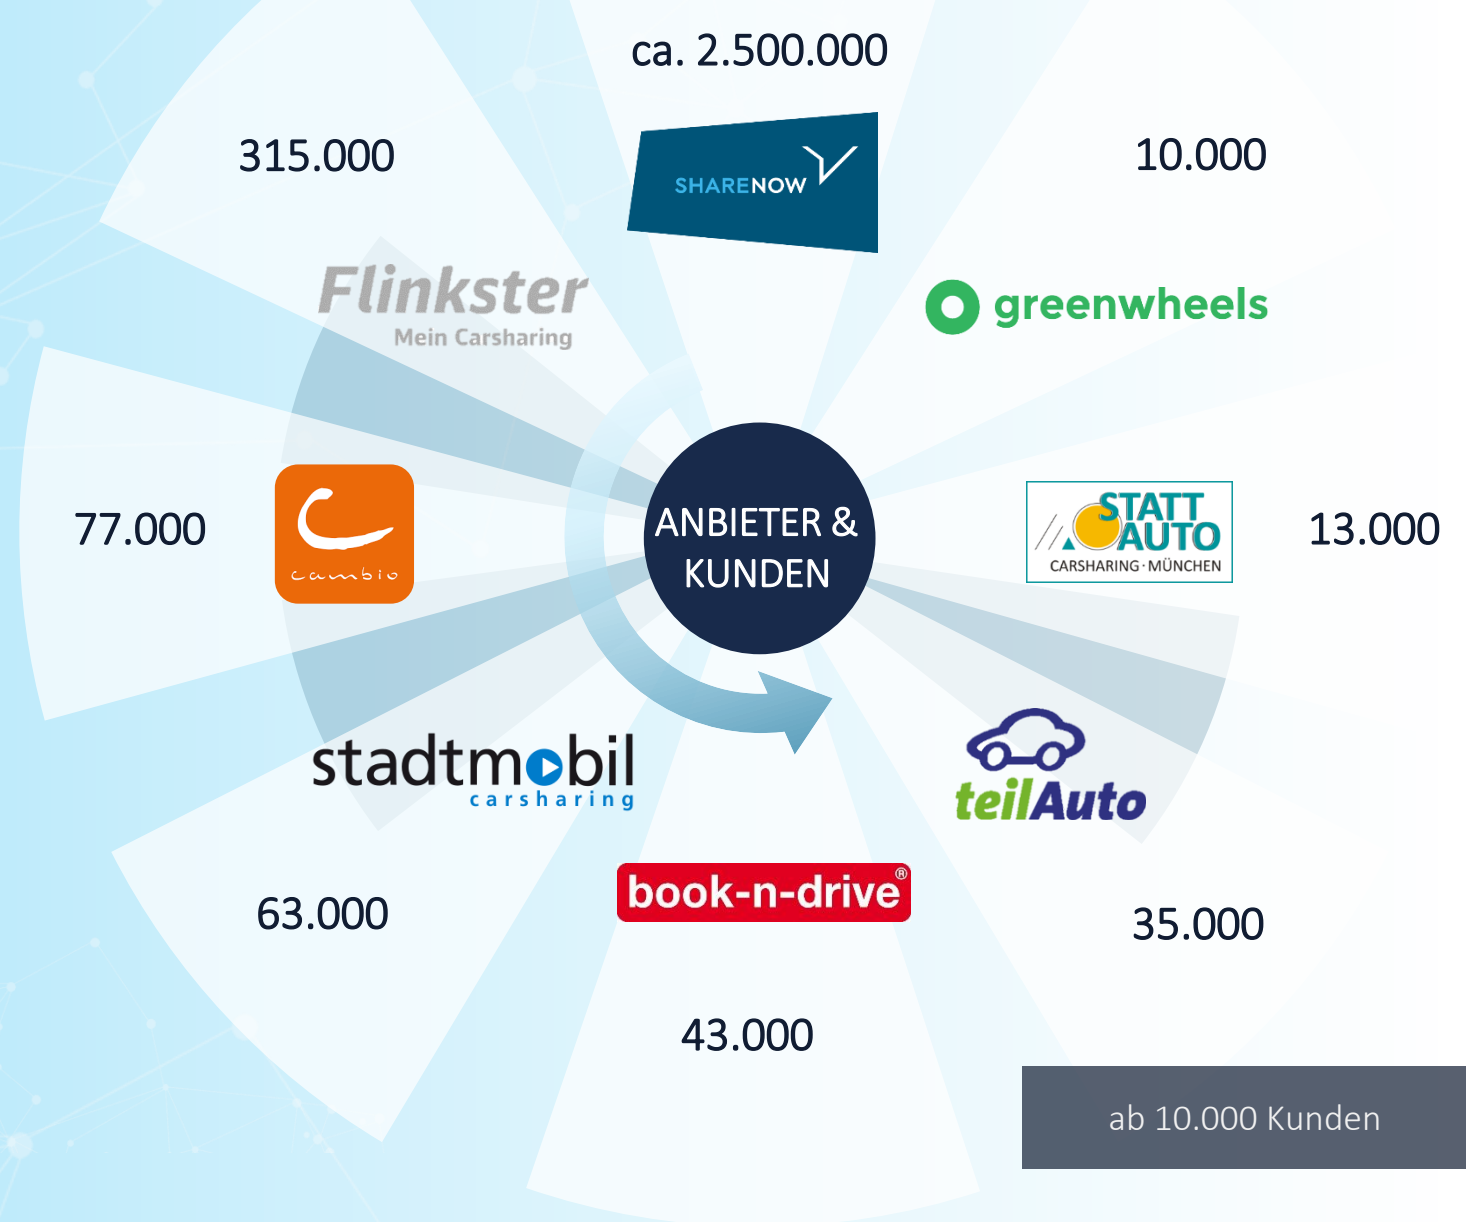 ca. 2.500.000
SHARENOW
315.000
Flinkster
Mein Carsharing
10.000
greenwheels
77.000
cambio
ANBIETER &
KUNDEN
STATT
AUTO
CARSHARING·MÜNCHEN
13.000
stadtmobil
carsharing
63.000
book-n-drive®
43.000
teilAuto
35.000
ab 10.000 Kunden